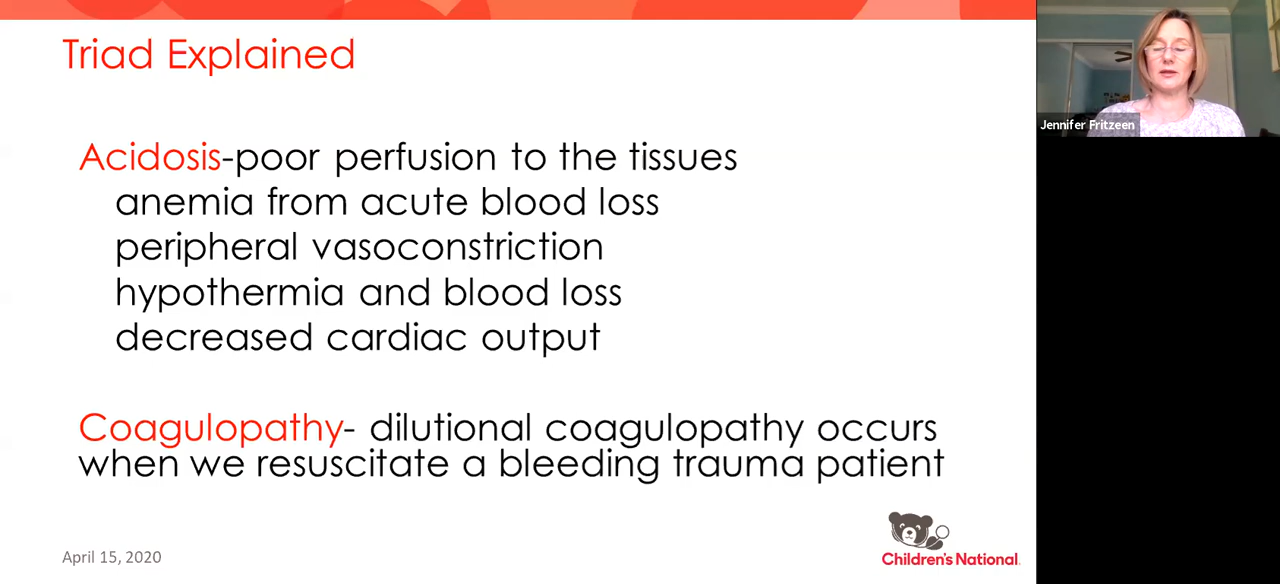 Triad Explained
Acidosis-poor perfusion to the tissues
anemia from acute blood loss
peripheral vasoconstriction
hypothermia and blood loss
decreased cardiac output
Coagulopathy- dilutional coagulopathy occurs
when we resuscitate a bleeding trauma patient
April 15, 2020
Children's National
Jennifer Fritzeen